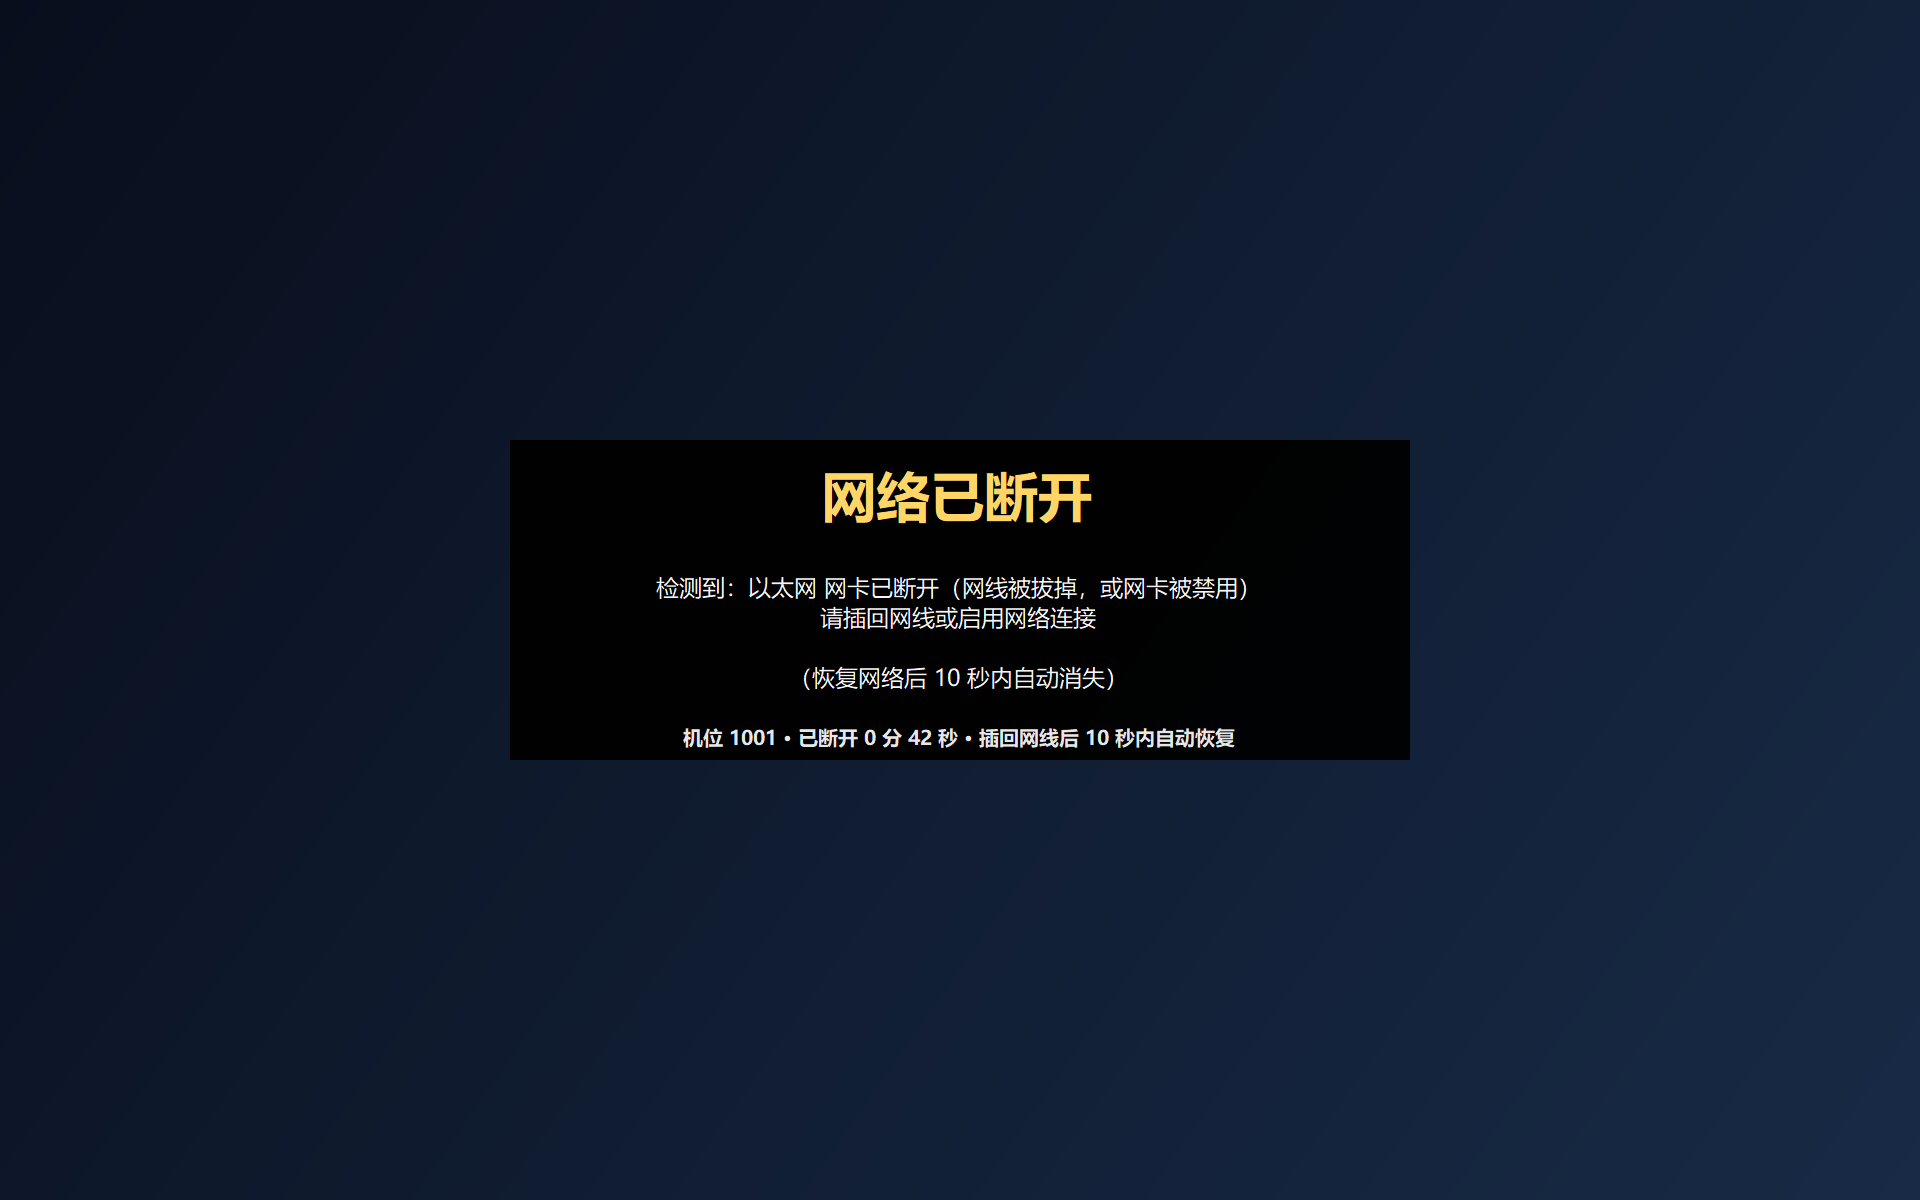 网络已断开
检测到：以太网 网卡已断开（网线被拔掉，或网卡被禁用）
请插回网线或启用网络连接
（恢复网络后 10 秒内自动消失）
机位 1001 • 已断开 0 分 42 秒 • 插回网线后 10 秒内自动恢复